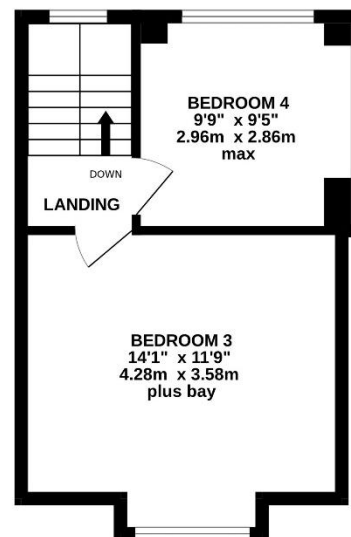 BEDROOM 4
9'9" x 9'5"
2.96m x 2.86m
max
DOWN
LANDING
BEDROOM 3
14'1" x 11'9"
4.28m x 3.58m
plus bay